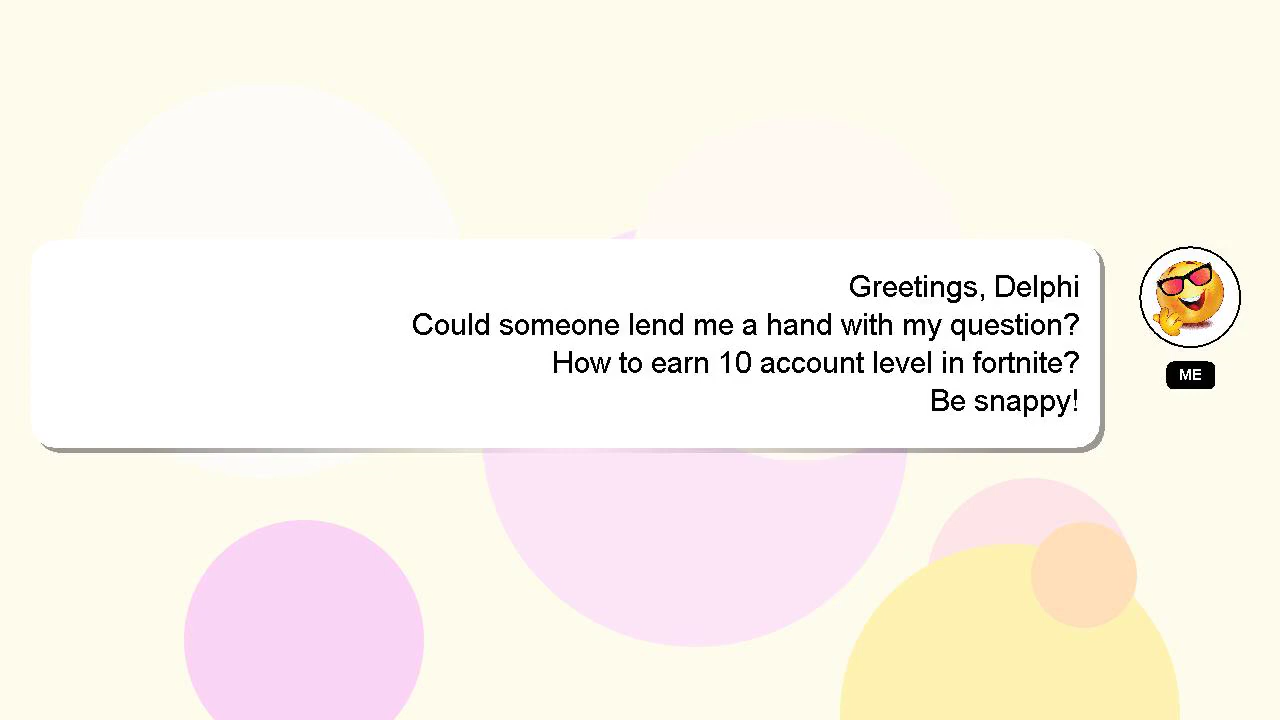 Greetings, Delphi
Could someone lend me a hand with my question?
How to earn 10 account level in fortnite?
Be snappy!
ME